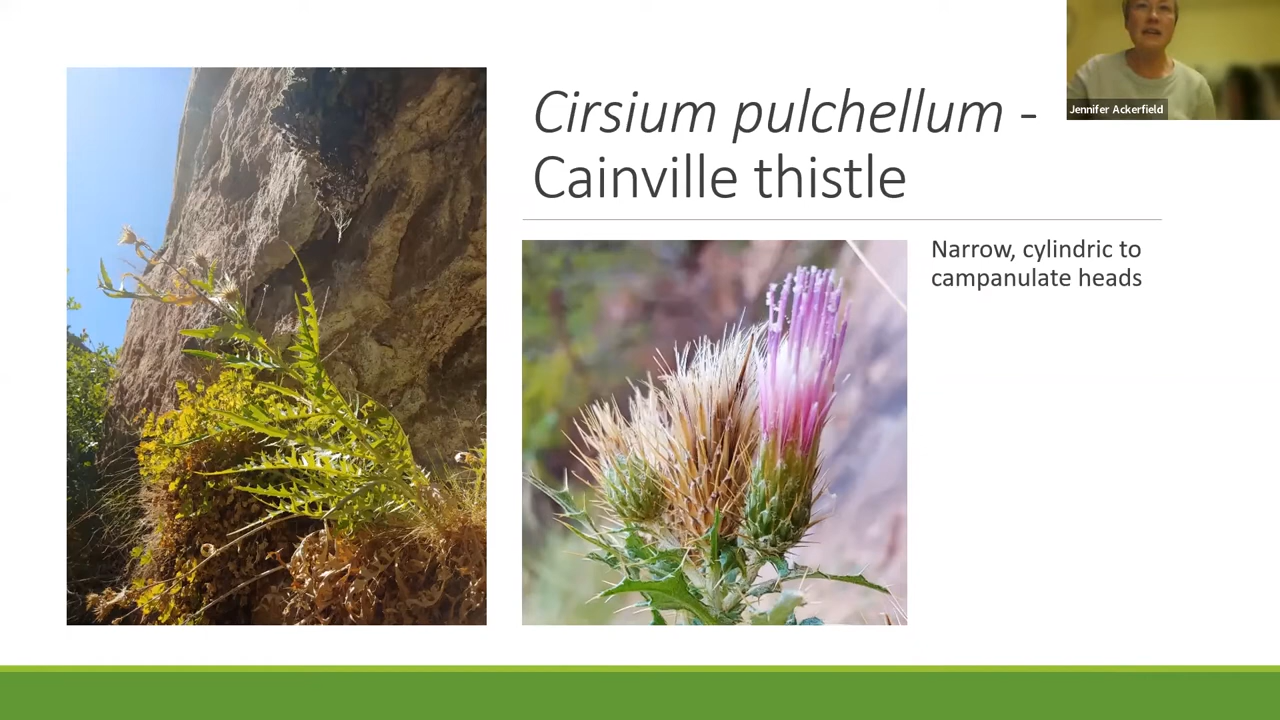 Cirsium pulchellum -
Cainville thistle
Jennifer Ackerfield
Narrow, cylindric to
campanulate heads